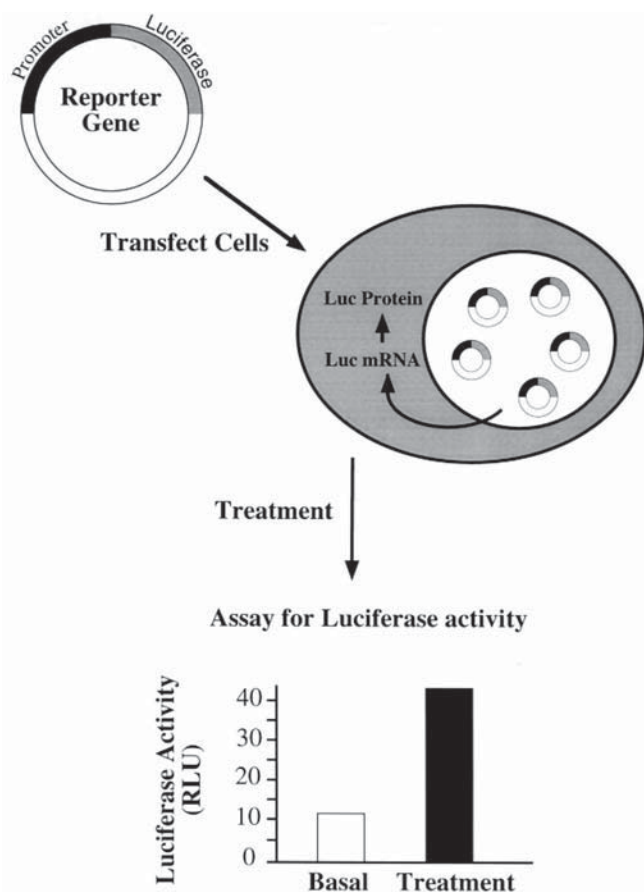 Promoter
Luciferase
Reporter
Gene
Transfect Cells
Luc Protein
Luc mRNA
Treatment
Assay for Luciferase activity
Luciferase Activity
(RLU)
40
30
20
10
0
Basal
Treatment